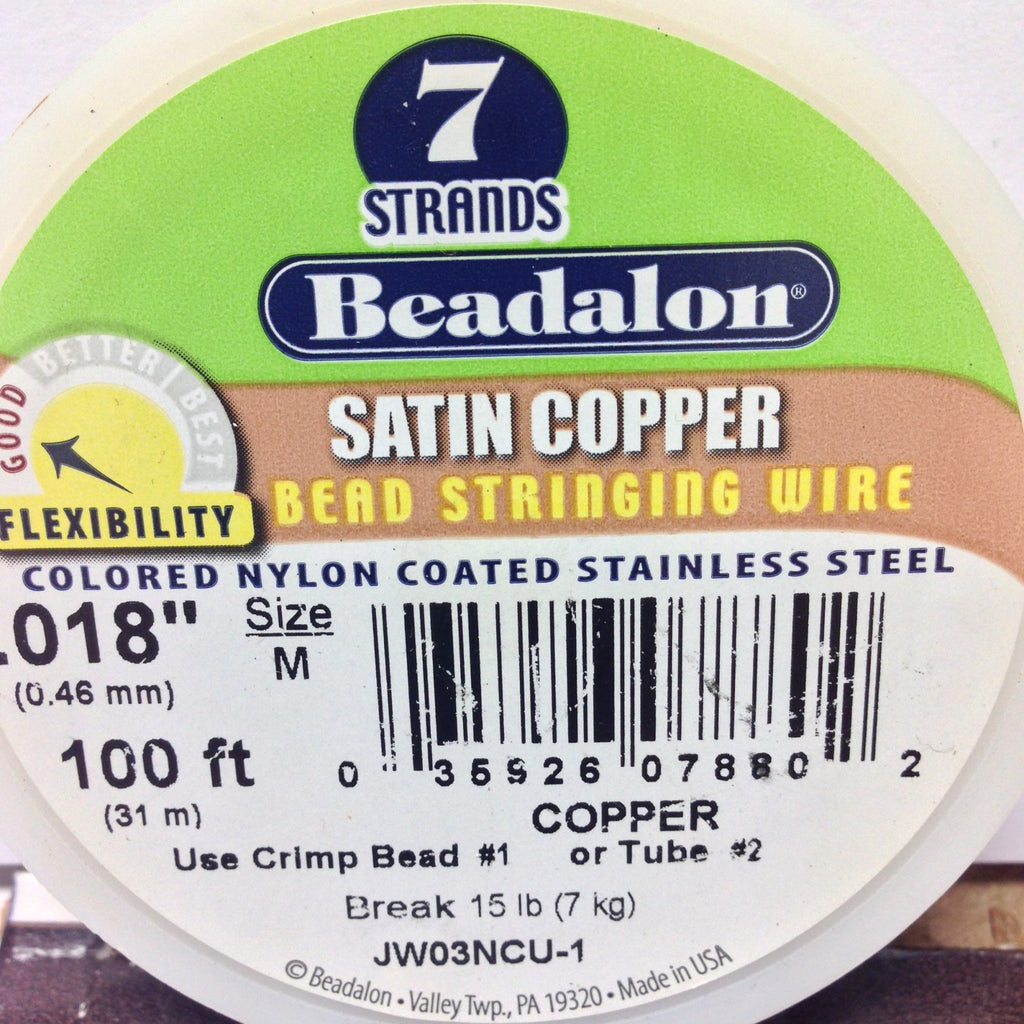 7
STRANDS
Beadalon®
GOOD BETTER BEST
SATIN COPPER
FLEXIBILITY
BEAD STRINGING WIRE
COLORED NYLON COATED STAINLESS STEEL
.018" Size
M
(0.46 mm)
100 ft
(31 m)
0 35926 07880 2
COPPER
Use Crimp Bead #1 or Tube #2
Break 15 lb (7 kg)
JW03NCU-1
© Beadalon • Valley Twp., PA 19320 • Made in USA